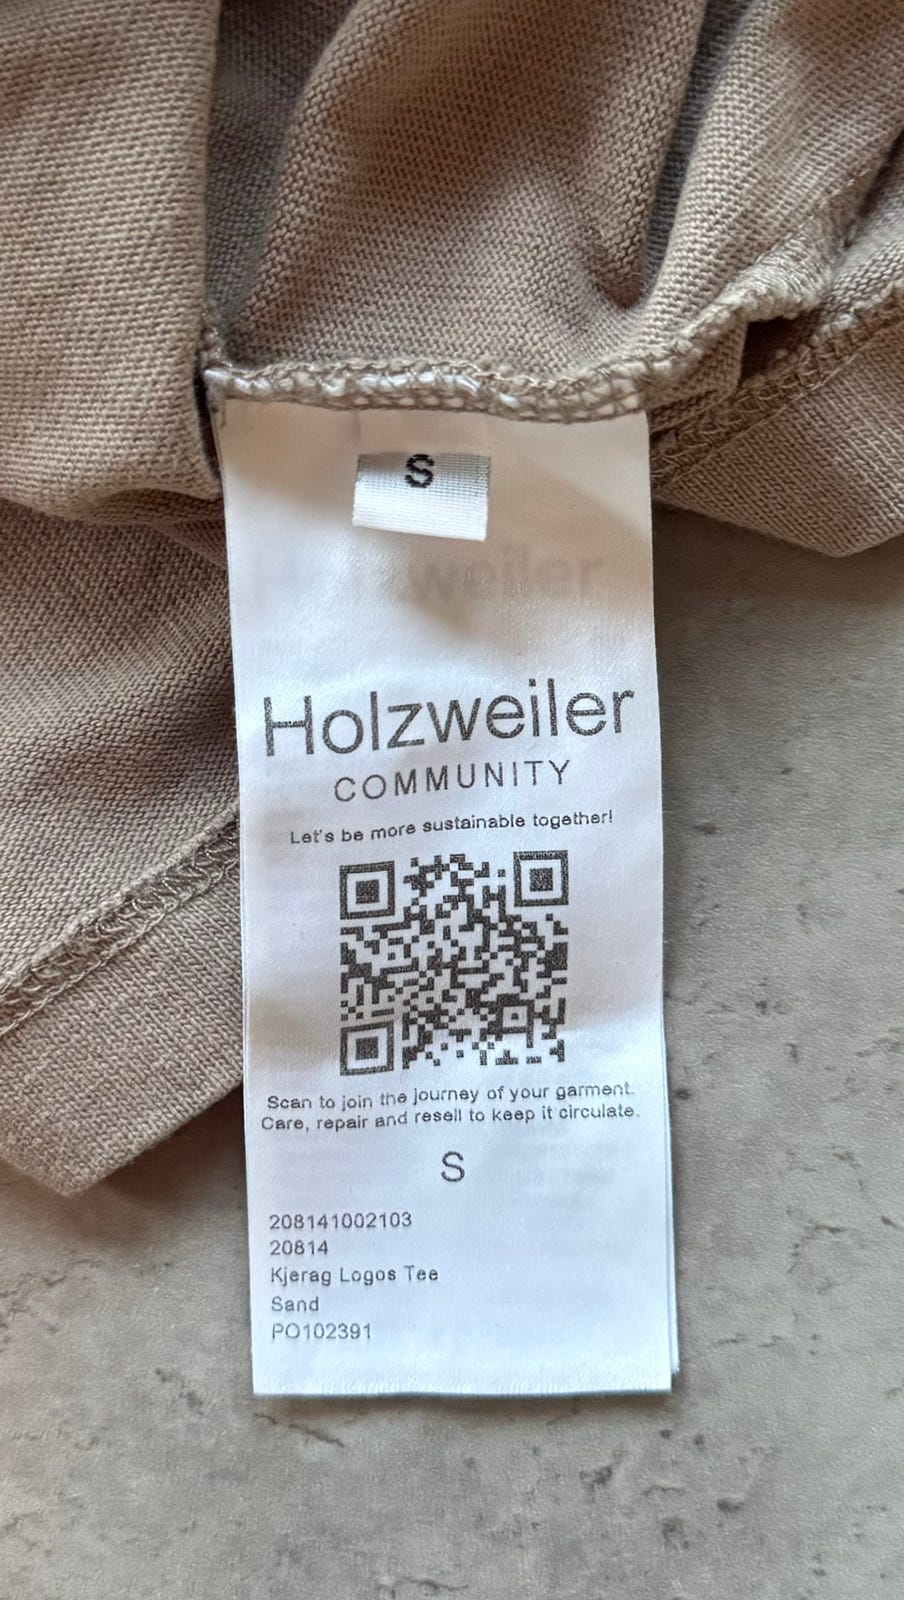 S
Holzweiler
Holzweiler
COMMUNITY
Let's be more sustainable together!
Scan to join the journey of your garment.
Care, repair and resell to keep it circulate.
S
208141002103
20814
Kjerag Logos Tee
Sand
PO102391